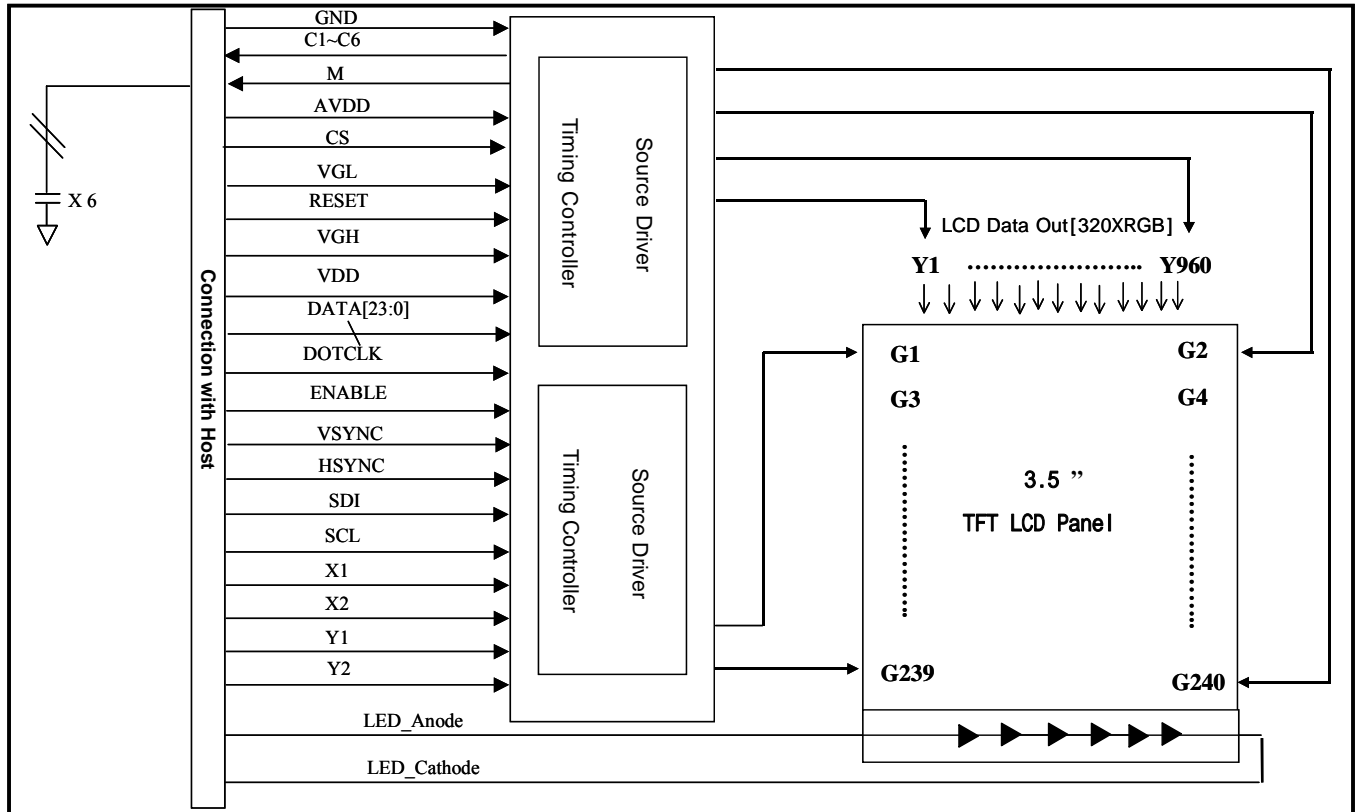 GND
C1~C6
M
AVDD
CS
VGL
RESET
VGH
VDD
DATA[23:0]
DOTCLK
ENABLE
VSYNC
HSYNC
SDI
SCL
X1
X2
Y1
Y2
LED_Anode
LED_Cathode
X 6
Connection with Host
Source Driver
Timing Controller
Source Driver
Timing Controller
LCD Data Out[320XRGB]
Y1 ........................ Y960
G1 G2
G3 G4
3.5 ”
TFT LCD Panel
G239 G240